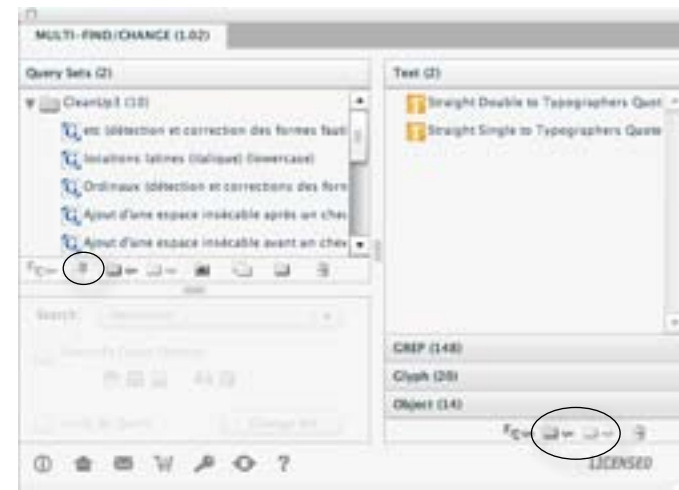 MULTI-FIND/CHANGE (1.02)
Query Sets (2)
CleanUp3 (10)
etc (détection et correction des formes faut
locutions latines (italique) (lowercase)
Ordinaux (détection et corrections des form
Ajout d'une espace insécable après un chev
Ajout d'une espace insécable avant un chev
Search:
Change All
Text (2)
Straight Double to Typographers Quot
Straight Single to Typographers Quote
GREP (148)
Glyph (20)
Object (14)
LICENSED